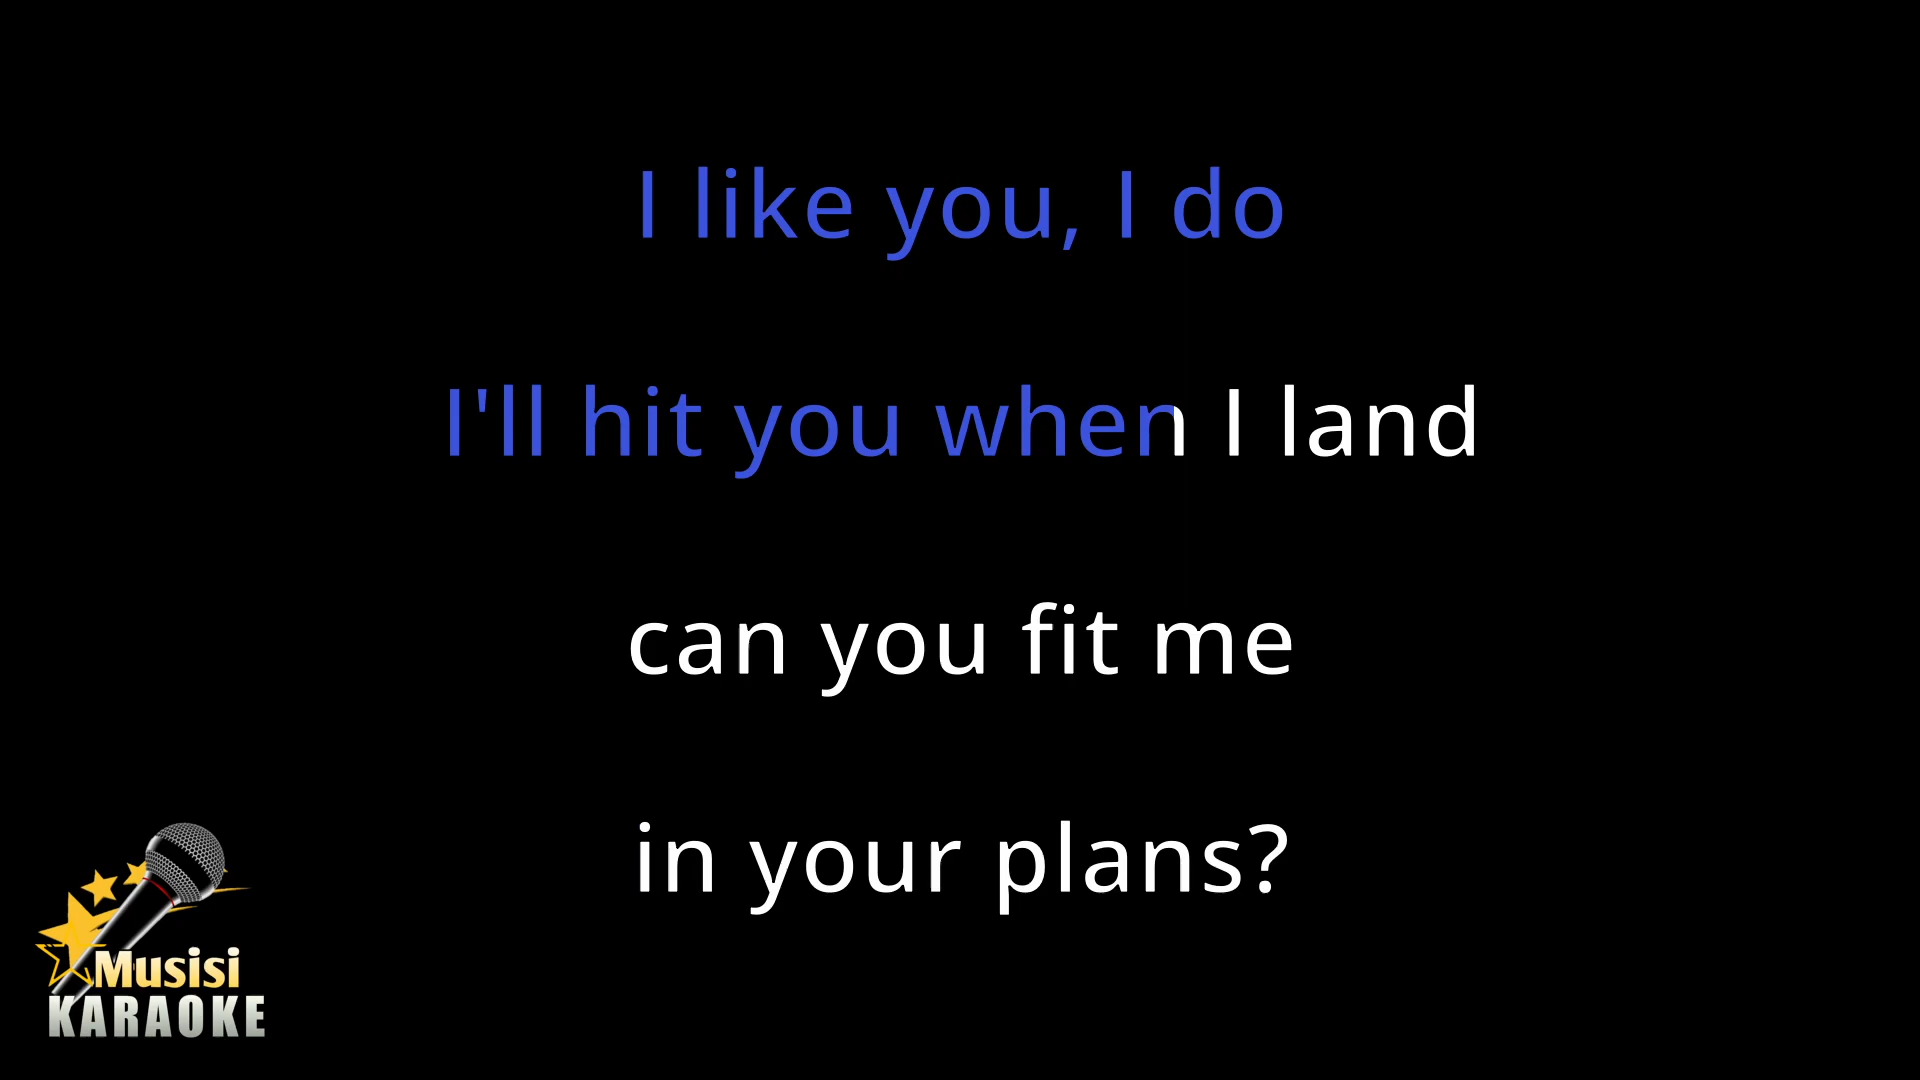 I like you, I do
I'll hit you when I land
can you fit me
in your plans?
Musisi
KARAOKE